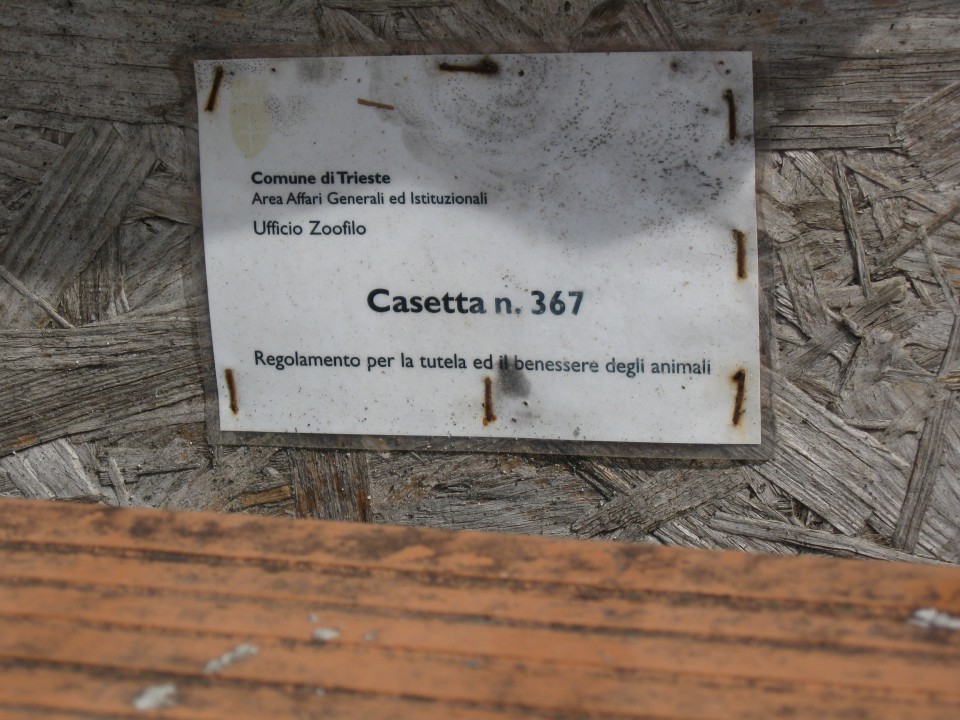 Comune di Trieste
Area Affari Generali ed Istituzionali
Ufficio Zoofilo
Casetta n. 367
Regolamento per la tutela ed il benessere degli animali